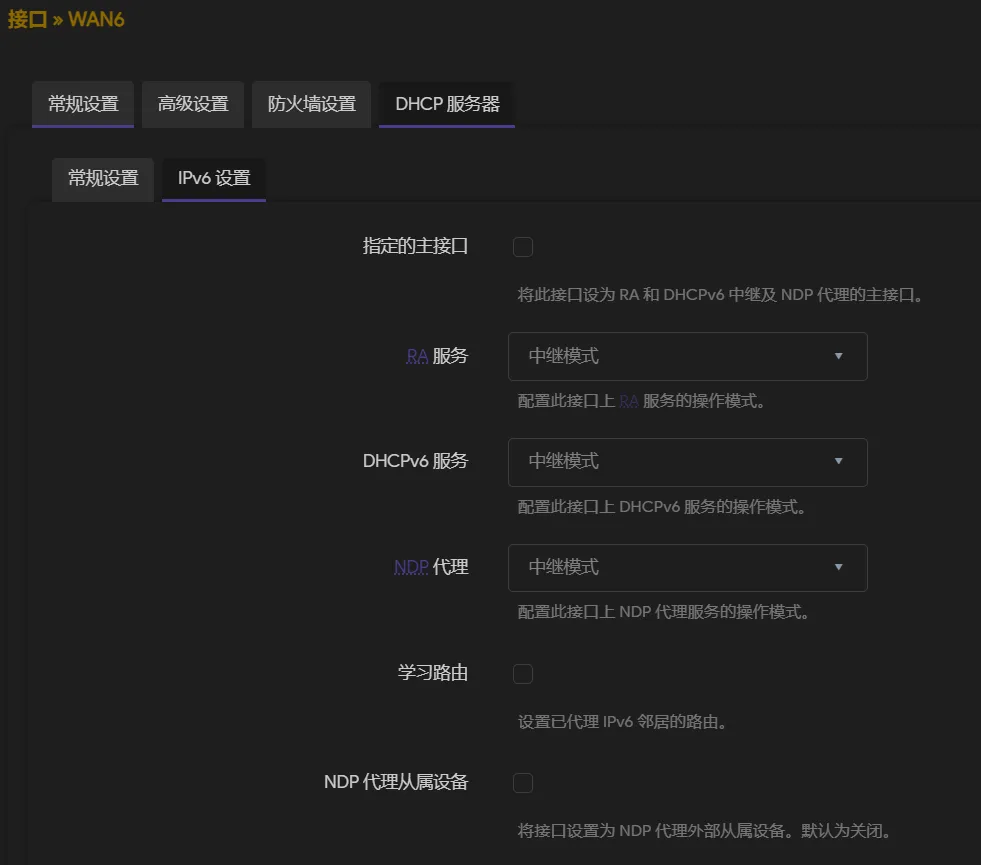 接口 » WAN6
常规设置 高级设置 防火墙设置 DHCP 服务器
常规设置 IPv6 设置
指定的主接口
将此接口设为 RA 和 DHCPv6 中继及 NDP 代理的主接口。
RA 服务 中继模式
配置此接口上 RA 服务的操作模式。
DHCPv6 服务 中继模式
配置此接口上 DHCPv6 服务的操作模式。
NDP 代理 中继模式
配置此接口上 NDP 代理服务的操作模式。
学习路由
设置已代理 IPv6 邻居的路由。
NDP 代理从属设备
将接口设置为 NDP 代理外部从属设备。默认为关闭。